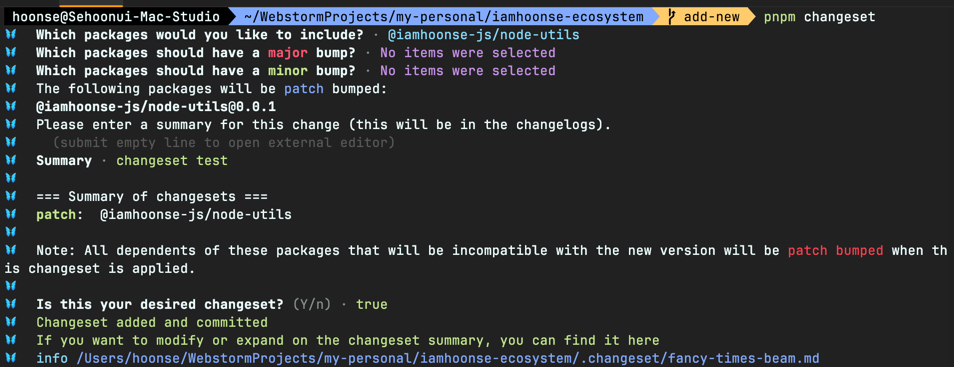 hoonse@Sehoonui-Mac-Studio ~/WebstormProjects/my-personal/iamhoonse-ecosystem add-new pnpm changeset
Which packages would you like to include? · @iamhoonse-js/node-utils
Which packages should have a major bump? · No items were selected
Which packages should have a minor bump? · No items were selected
The following packages will be patch bumped:
@iamhoonse-js/node-utils@0.0.1
Please enter a summary for this change (this will be in the changelogs).
(submit empty line to open external editor)
Summary · changeset test
=== Summary of changesets ===
patch:  @iamhoonse-js/node-utils
Note: All dependents of these packages that will be incompatible with the new version will be patch bumped when th
is changeset is applied.
Is this your desired changeset? (Y/n) · true
Changeset added and committed
If you want to modify or expand on the changeset summary, you can find it here
info /Users/hoonse/WebstormProjects/my-personal/iamhoonse-ecosystem/.changeset/fancy-times-beam.md